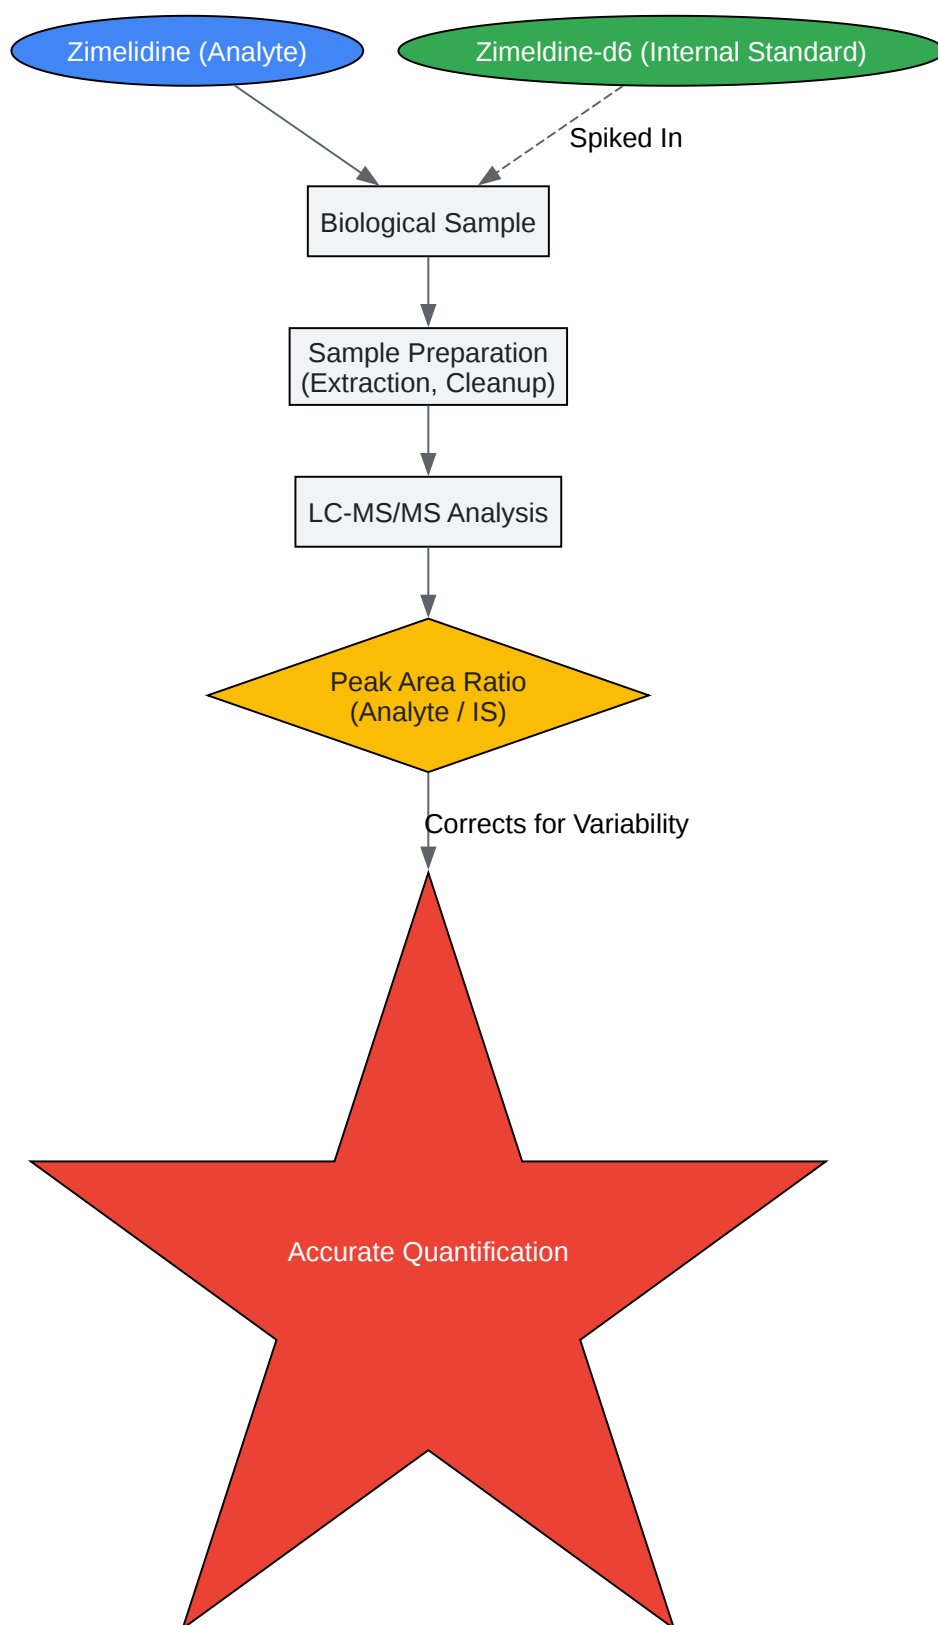 Zimelidine (Analyte)
Zimeldine-d6 (Internal Standard)
Spiked In
Biological Sample
Sample Preparation
(Extraction, Cleanup)
LC-MS/MS Analysis
Peak Area Ratio
(Analyte / IS)
Corrects for Variability
Accurate Quantification